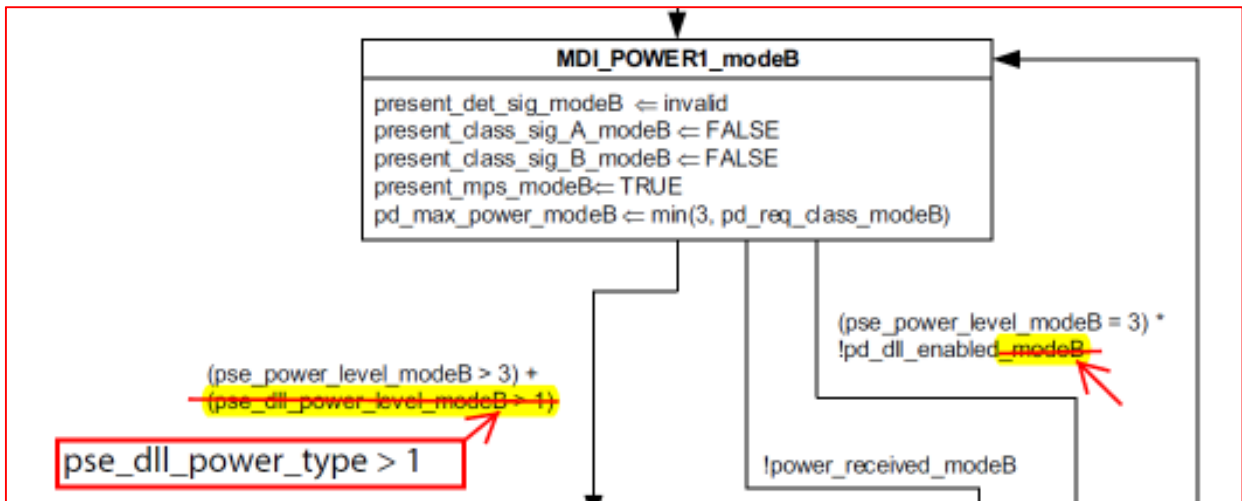 MDI_POWER1_modeB
present_det_sig_modeB ⇐ invalid
present_class_sig_A_modeB ⇐ FALSE
present_class_sig_B_modeB ⇐ FALSE
present_mps_modeB⇐ TRUE
pd_max_power_modeB ⇐ min(3, pd_req_class_modeB)
(pse_power_level_modeB = 3) *
!pd_dll_enabled_modeB
(pse_power_level_modeB > 3) +
(pse_dll_power_level_modeB > 1)
pse_dll_power_type > 1
!power_received_modeB